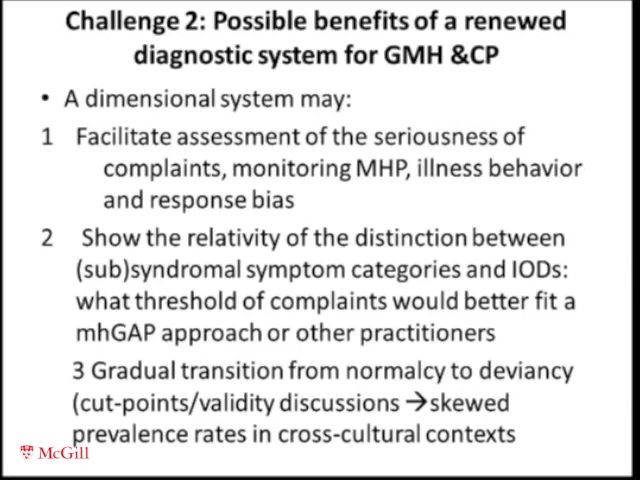 Challenge 2: Possible benefits of a renewed
diagnostic system for GMH &CP
• A dimensional system may:
1 Facilitate assessment of the seriousness of
complaints, monitoring MHP, illness behavior
and response bias
2 Show the relativity of the distinction between
(sub)syndromal symptom categories and IODs:
what threshold of complaints would better fit a
mhGAP approach or other practitioners
3 Gradual transition from normalcy to deviancy
(cut-points/validity discussions →skewed
prevalence rates in cross-cultural contexts
McGill